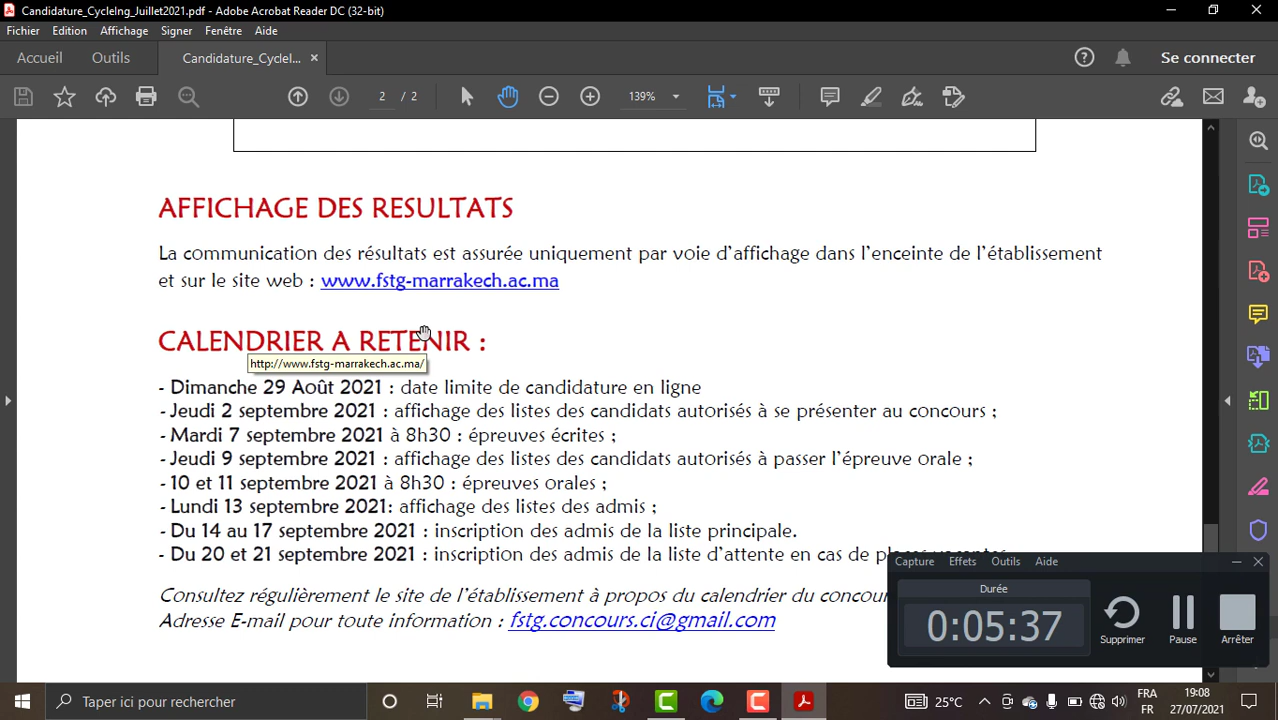 Candidature_CycleIng_Juillet2021.pdf - Adobe Acrobat Reader DC (32-bit)
Fichier Edition Affichage Signer Fenêtre Aide
Accueil Outils Candidature_Cyclel... × Se connecter
2 / 2 139%
AFFICHAGE DES RESULTATS
La communication des résultats est assurée uniquement par voie d’affichage dans l’enceinte de l’établissement
et sur le site web : www.fstg-marrakech.ac.ma
CALENDRIER A RETENIR :
http://www.fstg-marrakech.ac.ma/
- Dimanche 29 Août 2021 : date limite de candidature en ligne
- Jeudi 2 septembre 2021 : affichage des listes des candidats autorisés à se présenter au concours ;
- Mardi 7 septembre 2021 à 8h30 : épreuves écrites ;
- Jeudi 9 septembre 2021 : affichage des listes des candidats autorisés à passer l’épreuve orale ;
- 10 et 11 septembre 2021 à 8h30 : épreuves orales ;
- Lundi 13 septembre 2021: affichage des listes des admis ;
- Du 14 au 17 septembre 2021 : inscription des admis de la liste principale.
- Du 20 et 21 septembre 2021 : inscription des admis de la liste d’attente en cas de places vacantes
Consultez régulièrement le site de l’établissement à propos du calendrier du concou
Adresse E-mail pour toute information : fstg.concours.ci@gmail.com
Capture Effets Outils Aide
Durée
0:05:37
Supprimer Pause Arrêter
Taper ici pour rechercher
25°C
FRA
FR
19:08
27/07/2021